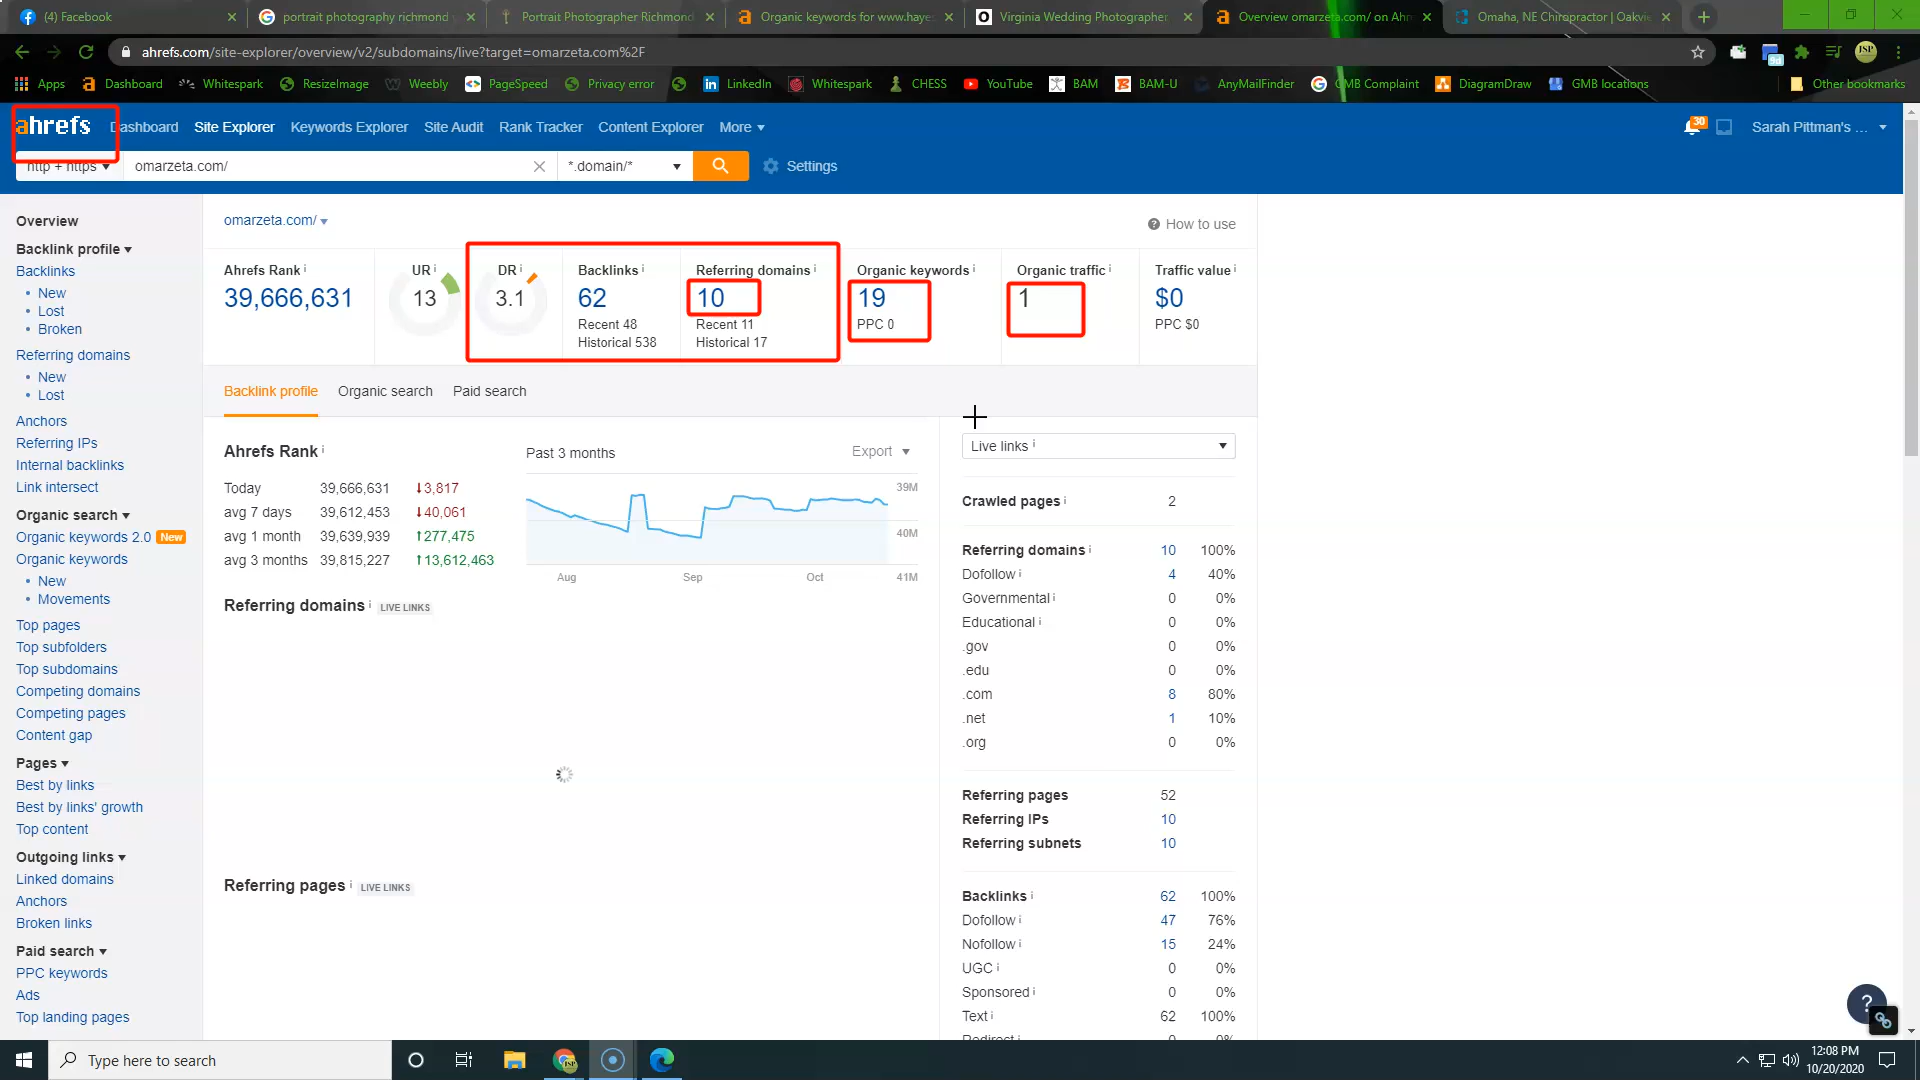 (4) Facebook
portrait photography richmond v
Portrait Photographer Richmond
Organic keywords for www.haye
Virginia Wedding Photographer
Overview omarzeta.com/ on Ahr
Omaha, NE Chiropractor | Oakvi
ahrefs.com/site-explorer/overview/v2/subdomains/live?target=omarzeta.com%2F
Apps
Dashboard
Whitespark
ResizeImage
Weebly
PageSpeed
Privacy error
LinkedIn
Whitespark
CHESS
YouTube
BAM
BAM-U
AnyMailFinder
GMB Complaint
DiagramDraw
GMB locations
Other bookmarks
ahrefs
Dashboard
Site Explorer
Keywords Explorer
Site Audit
Rank Tracker
Content Explorer
More
30
Sarah Pittman's ...
http + https
omarzeta.com/
*.domain/*
Settings
Overview
Backlink profile
Backlinks
New
Lost
Broken
Referring domains
New
Lost
Anchors
Referring IPs
Internal backlinks
Link intersect
Organic search
Organic keywords 2.0 New
Organic keywords
New
Movements
Top pages
Top subfolders
Top subdomains
Competing domains
Competing pages
Content gap
Pages
Best by links
Best by links' growth
Top content
Outgoing links
Linked domains
Anchors
Broken links
Paid search
PPC keywords
Ads
Top landing pages
omarzeta.com/
How to use
Ahrefs Rank
39,666,631
UR
13
DR
3.1
Backlinks
62
Recent 48
Historical 538
Referring domains
10
Recent 11
Historical 17
Organic keywords
19
PPC 0
Organic traffic
1
Traffic value
$0
PPC $0
Backlink profile
Organic search
Paid search
Ahrefs Rank
Today 39,666,631 ↓3,817
avg 7 days 39,612,453 ↓40,061
avg 1 month 39,639,939 ↑277,475
avg 3 months 39,815,227 ↑13,612,463
Past 3 months
Export
39M
40M
41M
Aug Sep Oct
Referring domains LIVE LINKS
Referring pages LIVE LINKS
Live links
Crawled pages 2
Referring domains 10 100%
Dofollow 4 40%
Governmental 0 0%
Educational 0 0%
.gov 0 0%
.edu 0 0%
.com 8 80%
.net 1 10%
.org 0 0%
Referring pages 52
Referring IPs 10
Referring subnets 10
Backlinks 62 100%
Dofollow 47 76%
Nofollow 15 24%
UGC 0 0%
Sponsored 0 0%
Text 62 100%
Redirect 0 0%
Type here to search
12:08 PM
10/20/2020